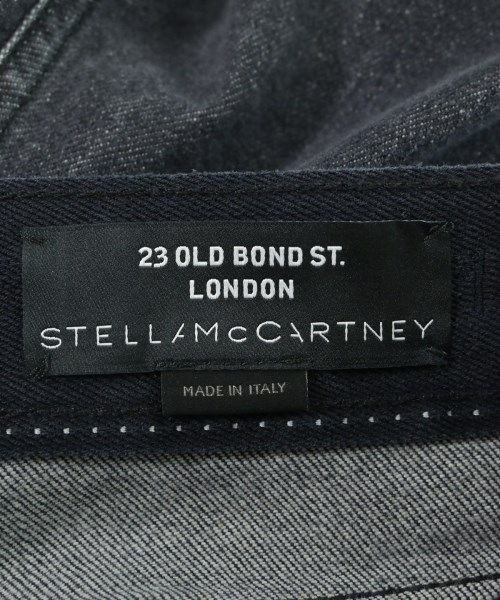 23 OLD BOND ST.
LONDON
STELLAMcCARTNEY
MADE IN ITALY